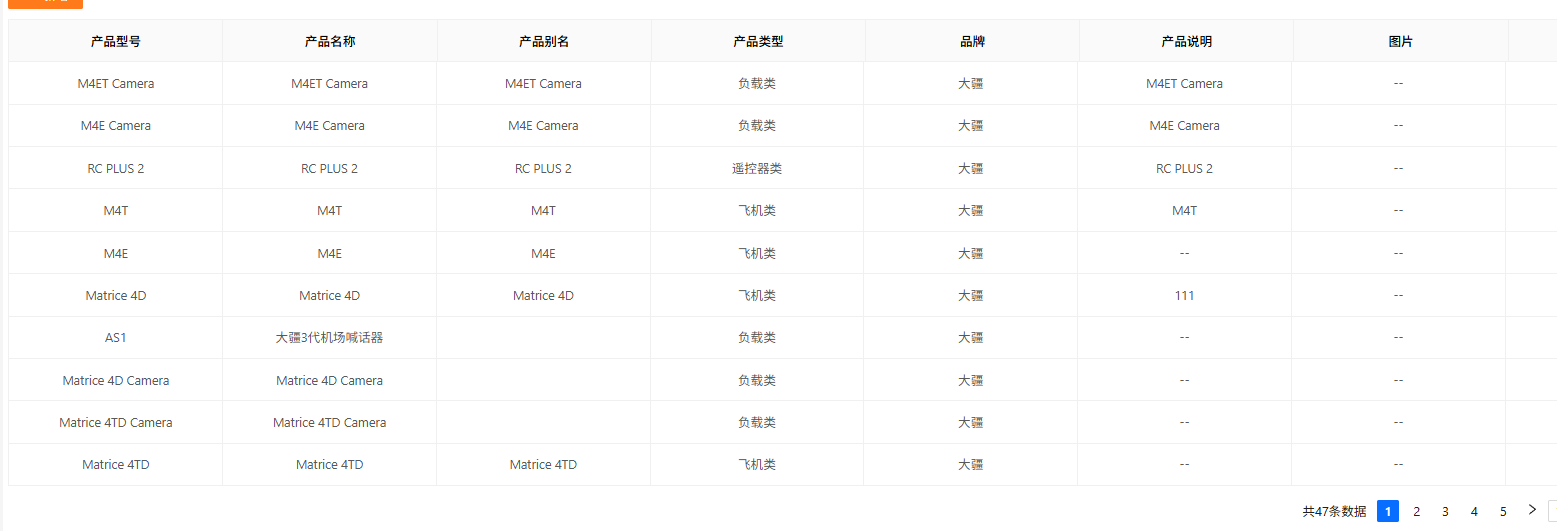 产品型号 产品名称 产品别名 产品类型 品牌 产品说明 图片
M4ET Camera M4ET Camera M4ET Camera 负载类 大疆 M4ET Camera --
M4E Camera M4E Camera M4E Camera 负载类 大疆 M4E Camera --
RC PLUS 2 RC PLUS 2 RC PLUS 2 遥控器类 大疆 RC PLUS 2 --
M4T M4T M4T 飞机类 大疆 M4T --
M4E M4E M4E 飞机类 大疆 -- --
Matrice 4D Matrice 4D Matrice 4D 飞机类 大疆 111 --
AS1 大疆3代机场喊话器 负载类 大疆 -- --
Matrice 4D Camera Matrice 4D Camera 负载类 大疆 -- --
Matrice 4TD Camera Matrice 4TD Camera 负载类 大疆 -- --
Matrice 4TD Matrice 4TD Matrice 4TD 飞机类 大疆 -- --
共47条数据 1 2 3 4 5 >